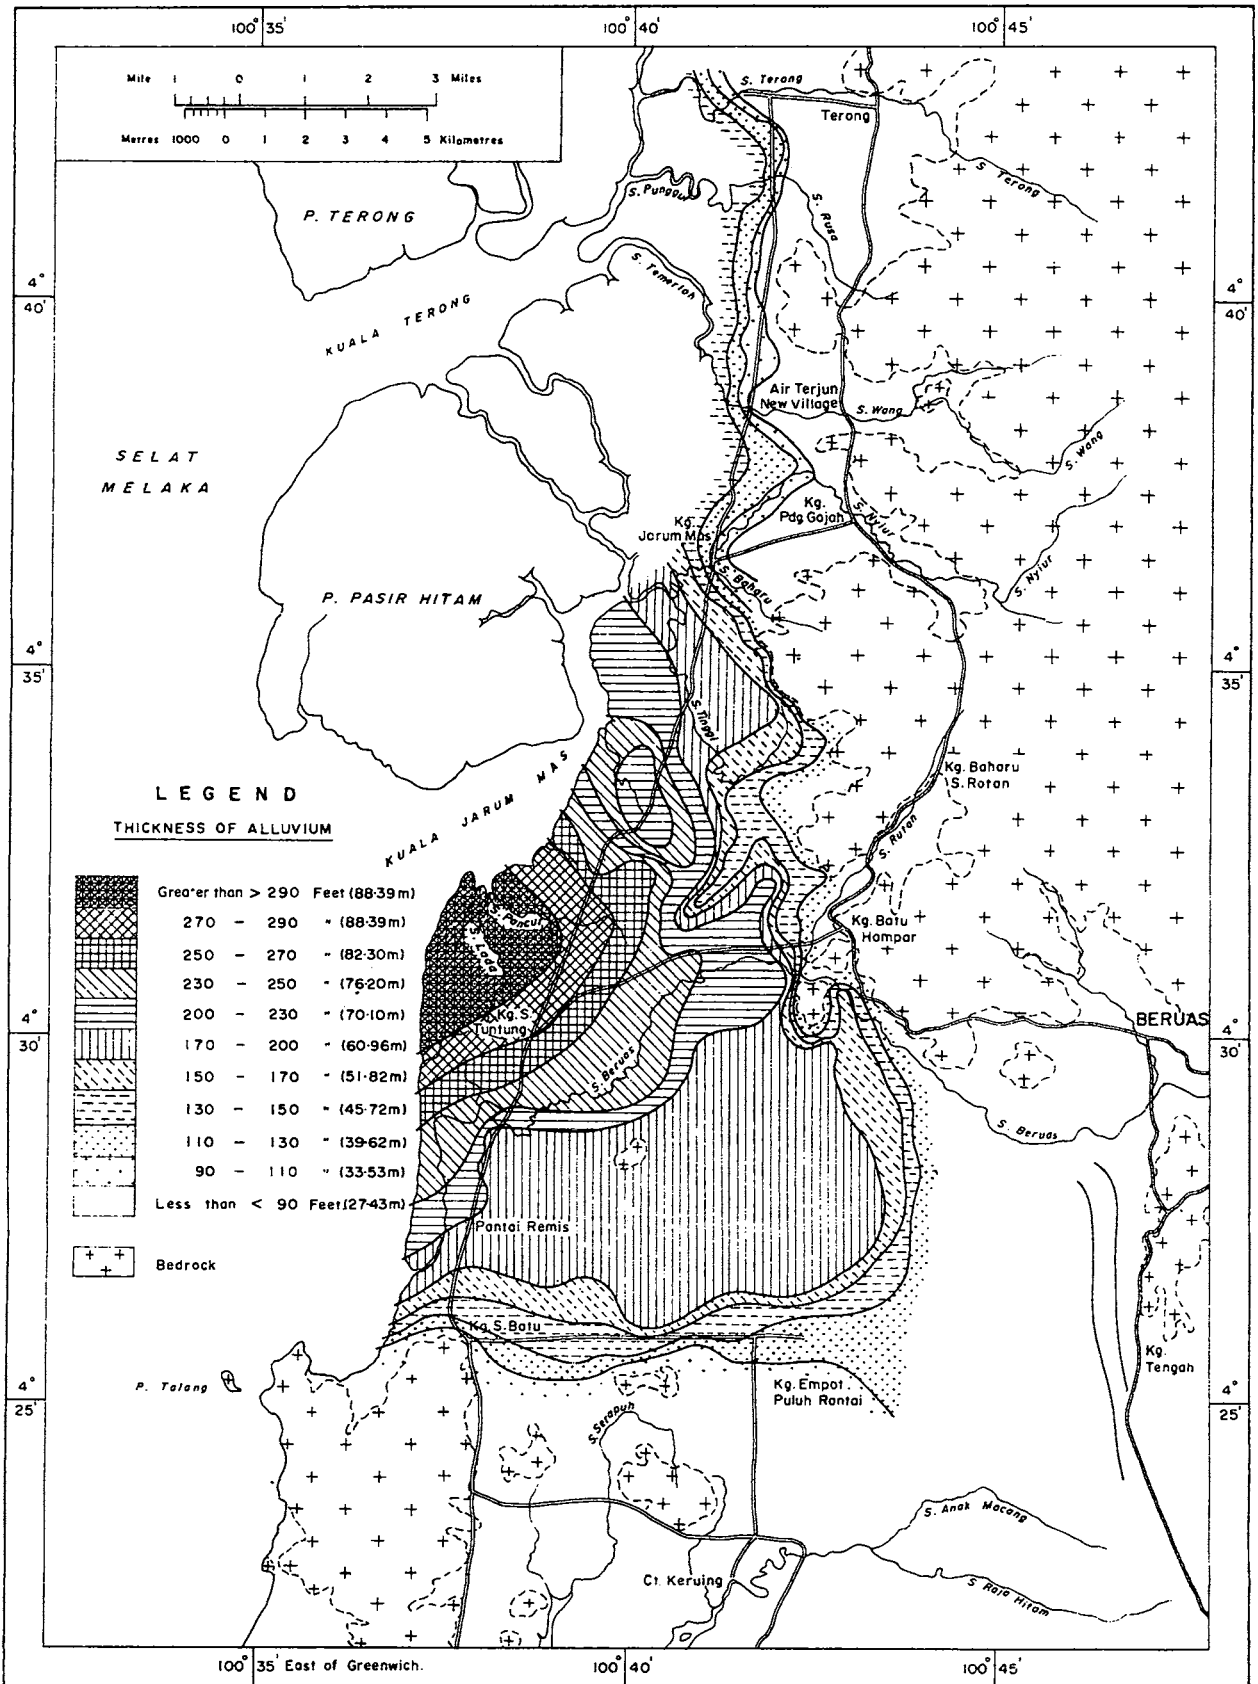 100° 35' 100° 40' 100° 45'
Mile 1 0 1 2 3 Miles
Metres 1000 0 1 2 3 4 5 Kilometres
S. Terong
Terong
S. Terong
P. TERONG
S. Punggur
S. Rusa
S. Temerloh
4° 40'
4° 40'
KUALA TERONG
Air Terjun
New Village
S. Wang
S. Wang
SELAT
MELAKA
Kg.
Pdg Gajah
S. Nyiur
Kg.
Jarum Mas
S. Baharu
S. Nyiur
P. PASIR HITAM
4° 35'
4° 35'
S. Tinggi
KUALA JARUM MAS
Kg. Baharu
S. Rotan
S. Rutan
LEGEND
THICKNESS OF ALLUVIUM
Greater than > 290 Feet (88·39m)
270 – 290 " (88·39m)
250 – 270 " (82·30m)
230 – 250 " (76·20m)
200 – 230 " (70·10m)
170 – 200 " (60·96m)
150 – 170 " (51·82m)
130 – 150 " (45·72m)
110 – 130 " (39·62m)
90 – 110 " (33·53m)
Less than < 90 Feet (27·43m)
Bedrock
S. Pancur
S. Lada
Kg. Batu
Hampar
Kg. S.
Tuntung
BERUAS
4° 30'
4° 30'
S. Beruas
S. Beruas
Pantai Remis
Kg. S. Batu
Kg.
Tengah
P. Talang
Kg. Empat
Puluh Rantai
4° 25'
4° 25'
S. Serapuh
S. Anak Macang
Ct. Keruing
S. Raja Hitam
100° 35' East of Greenwich. 100° 40' 100° 45'